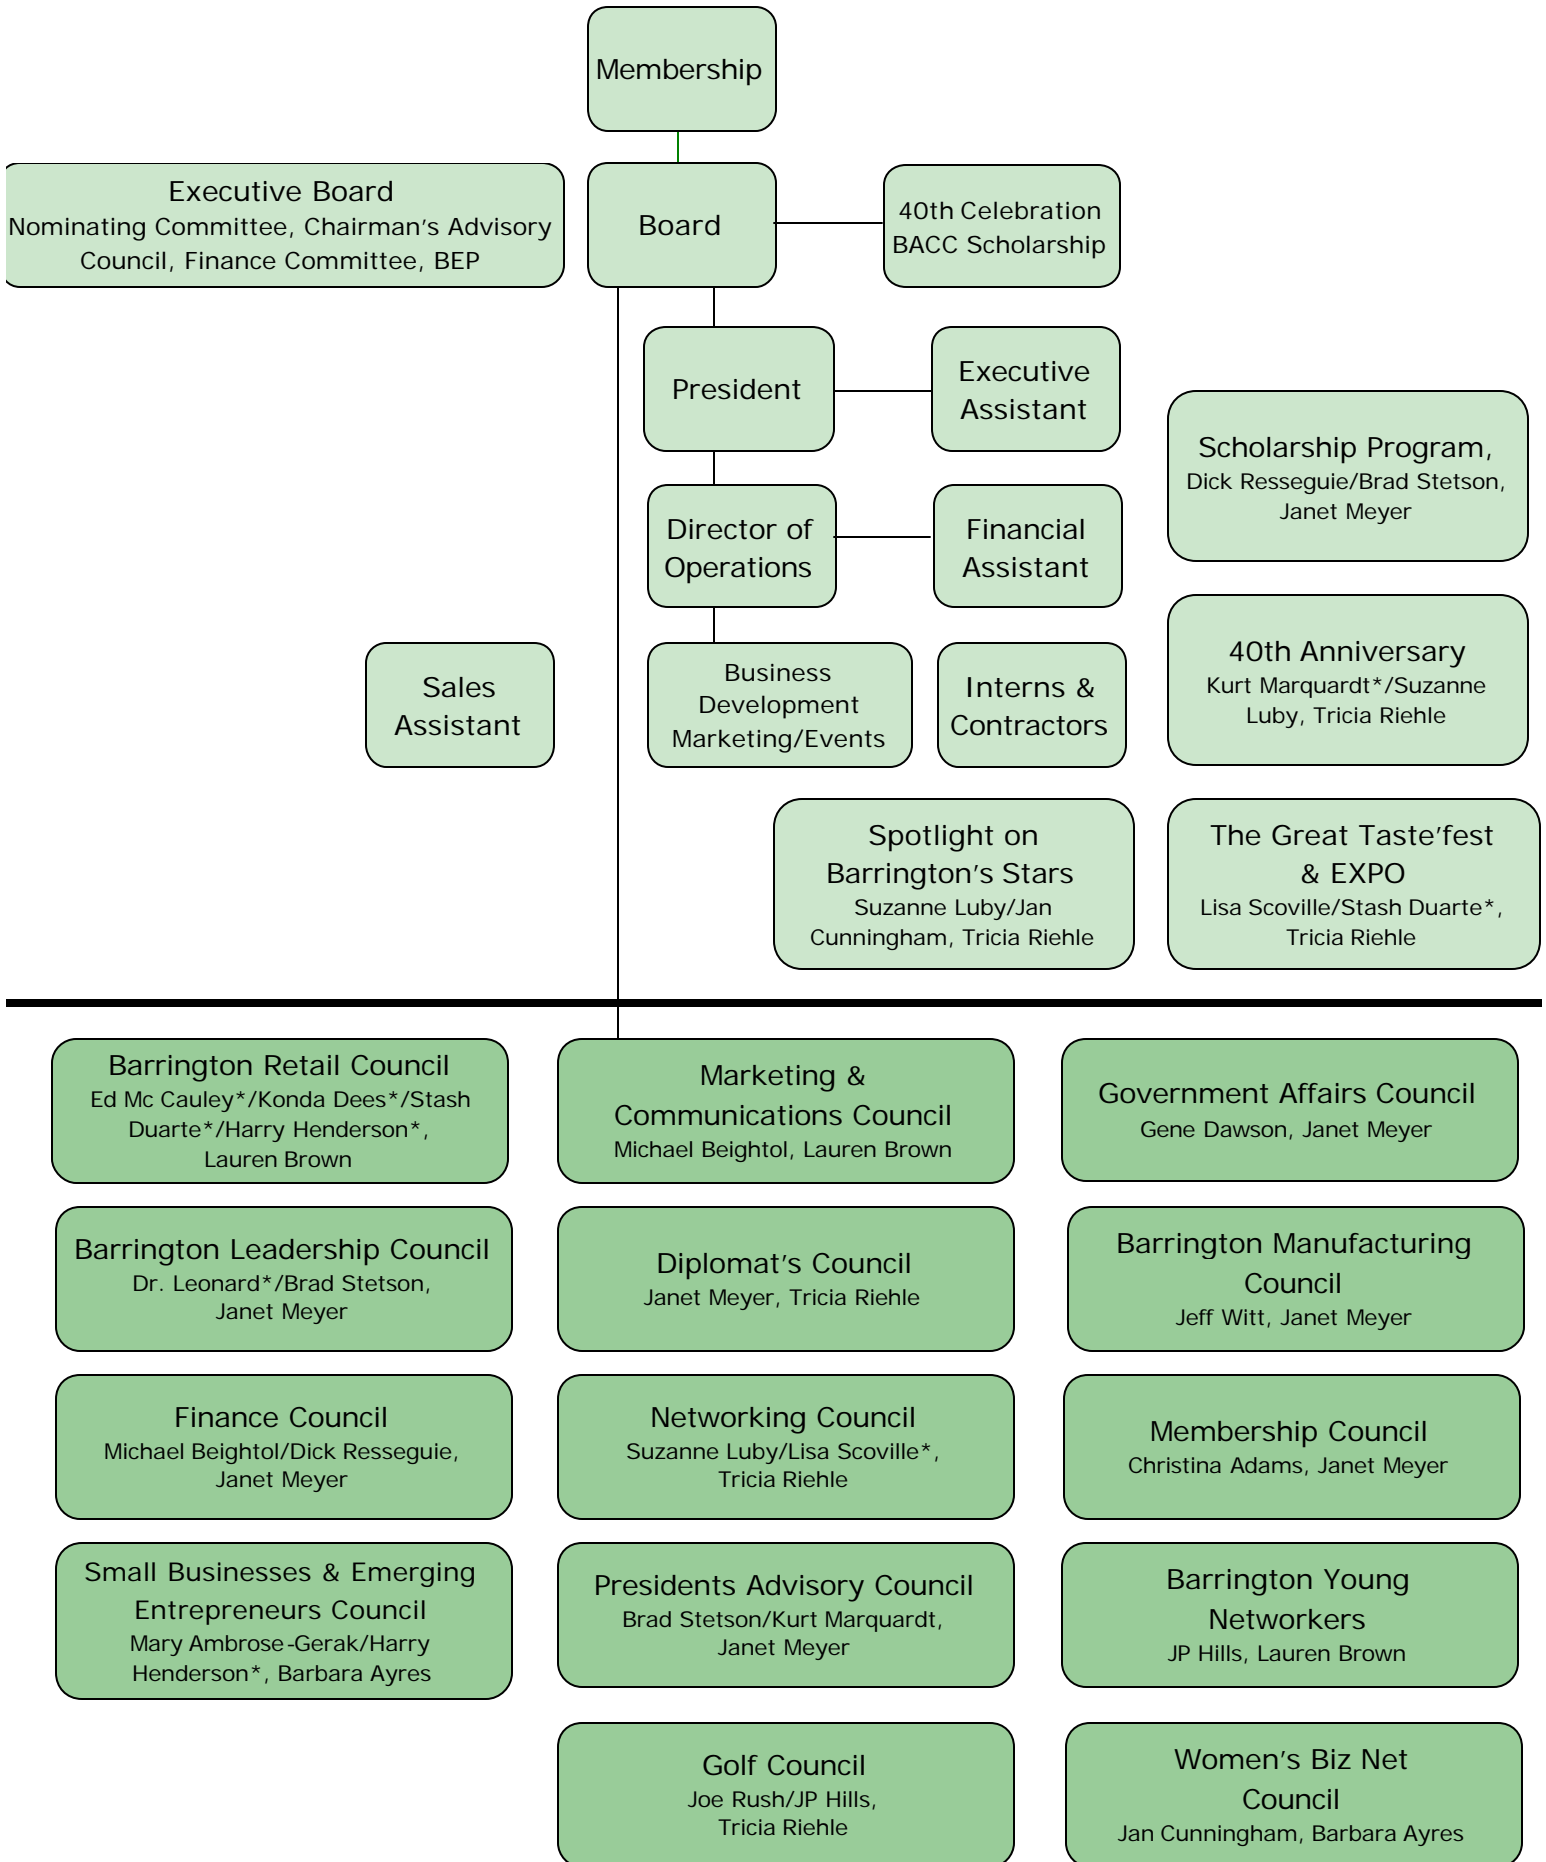 Membership
Executive Board
Nominating Committee, Chairman's Advisory
Council, Finance Committee, BEP
Board
40th Celebration
BACC Scholarship
President
Executive
Assistant
Scholarship Program,
Dick Resseguie/Brad Stetson,
Janet Meyer
Director of
Operations
Financial
Assistant
40th Anniversary
Kurt Marquardt*/Suzanne
Luby, Tricia Riehle
Sales
Assistant
Business
Development
Marketing/Events
Interns &
Contractors
Spotlight on
Barrington's Stars
Suzanne Luby/Jan
Cunningham, Tricia Riehle
The Great Taste'fest
& EXPO
Lisa Scoville/Stash Duarte*,
Tricia Riehle
Barrington Retail Council
Ed Mc Cauley*/Konda Dees*/Stash
Duarte*/Harry Henderson*,
Lauren Brown
Marketing &
Communications Council
Michael Beightol, Lauren Brown
Government Affairs Council
Gene Dawson, Janet Meyer
Barrington Leadership Council
Dr. Leonard*/Brad Stetson,
Janet Meyer
Diplomat's Council
Janet Meyer, Tricia Riehle
Barrington Manufacturing
Council
Jeff Witt, Janet Meyer
Finance Council
Michael Beightol/Dick Resseguie,
Janet Meyer
Networking Council
Suzanne Luby/Lisa Scoville*,
Tricia Riehle
Membership Council
Christina Adams, Janet Meyer
Small Businesses & Emerging
Entrepreneurs Council
Mary Ambrose-Gerak/Harry
Henderson*, Barbara Ayres
Presidents Advisory Council
Brad Stetson/Kurt Marquardt,
Janet Meyer
Barrington Young
Networkers
JP Hills, Lauren Brown
Golf Council
Joe Rush/JP Hills,
Tricia Riehle
Women's Biz Net
Council
Jan Cunningham, Barbara Ayres